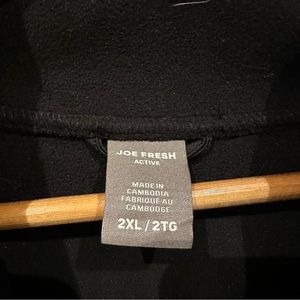 JOE FRESH
ACTIVE
MADE IN
CAMBODIA
FABRIQUÉ AU
CAMBODGE
2XL / 2TG